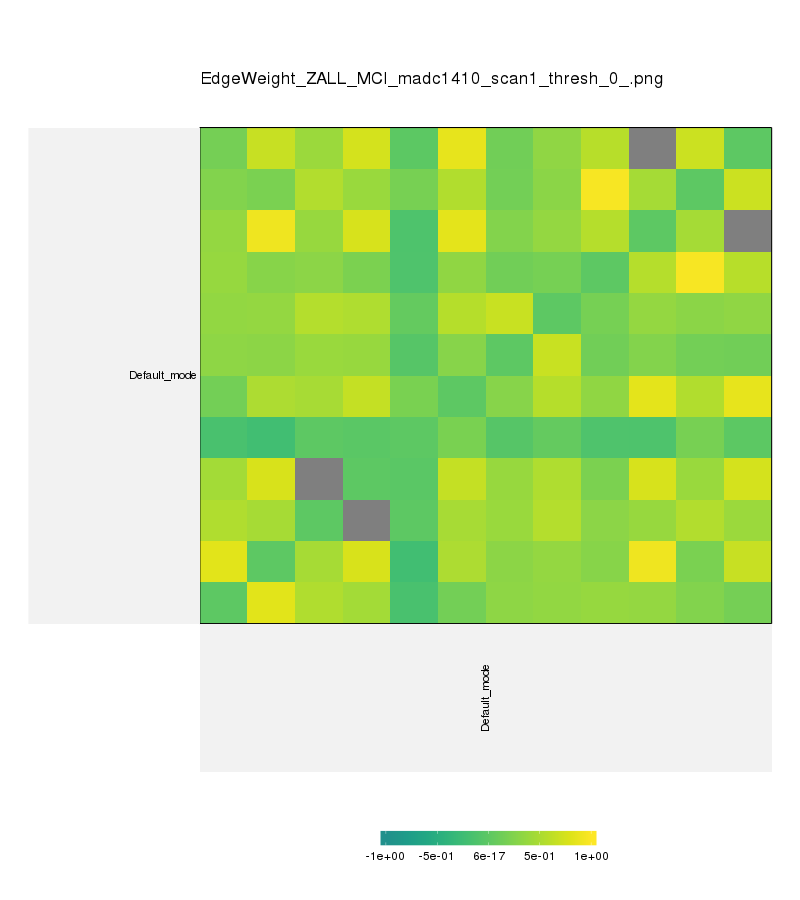 EdgeWeight_ZALL_MCI_madc1410_scan1_thresh_0_.png
Default_mode
Default_mode
-1e+00 -5e-01 6e-17 5e-01 1e+00